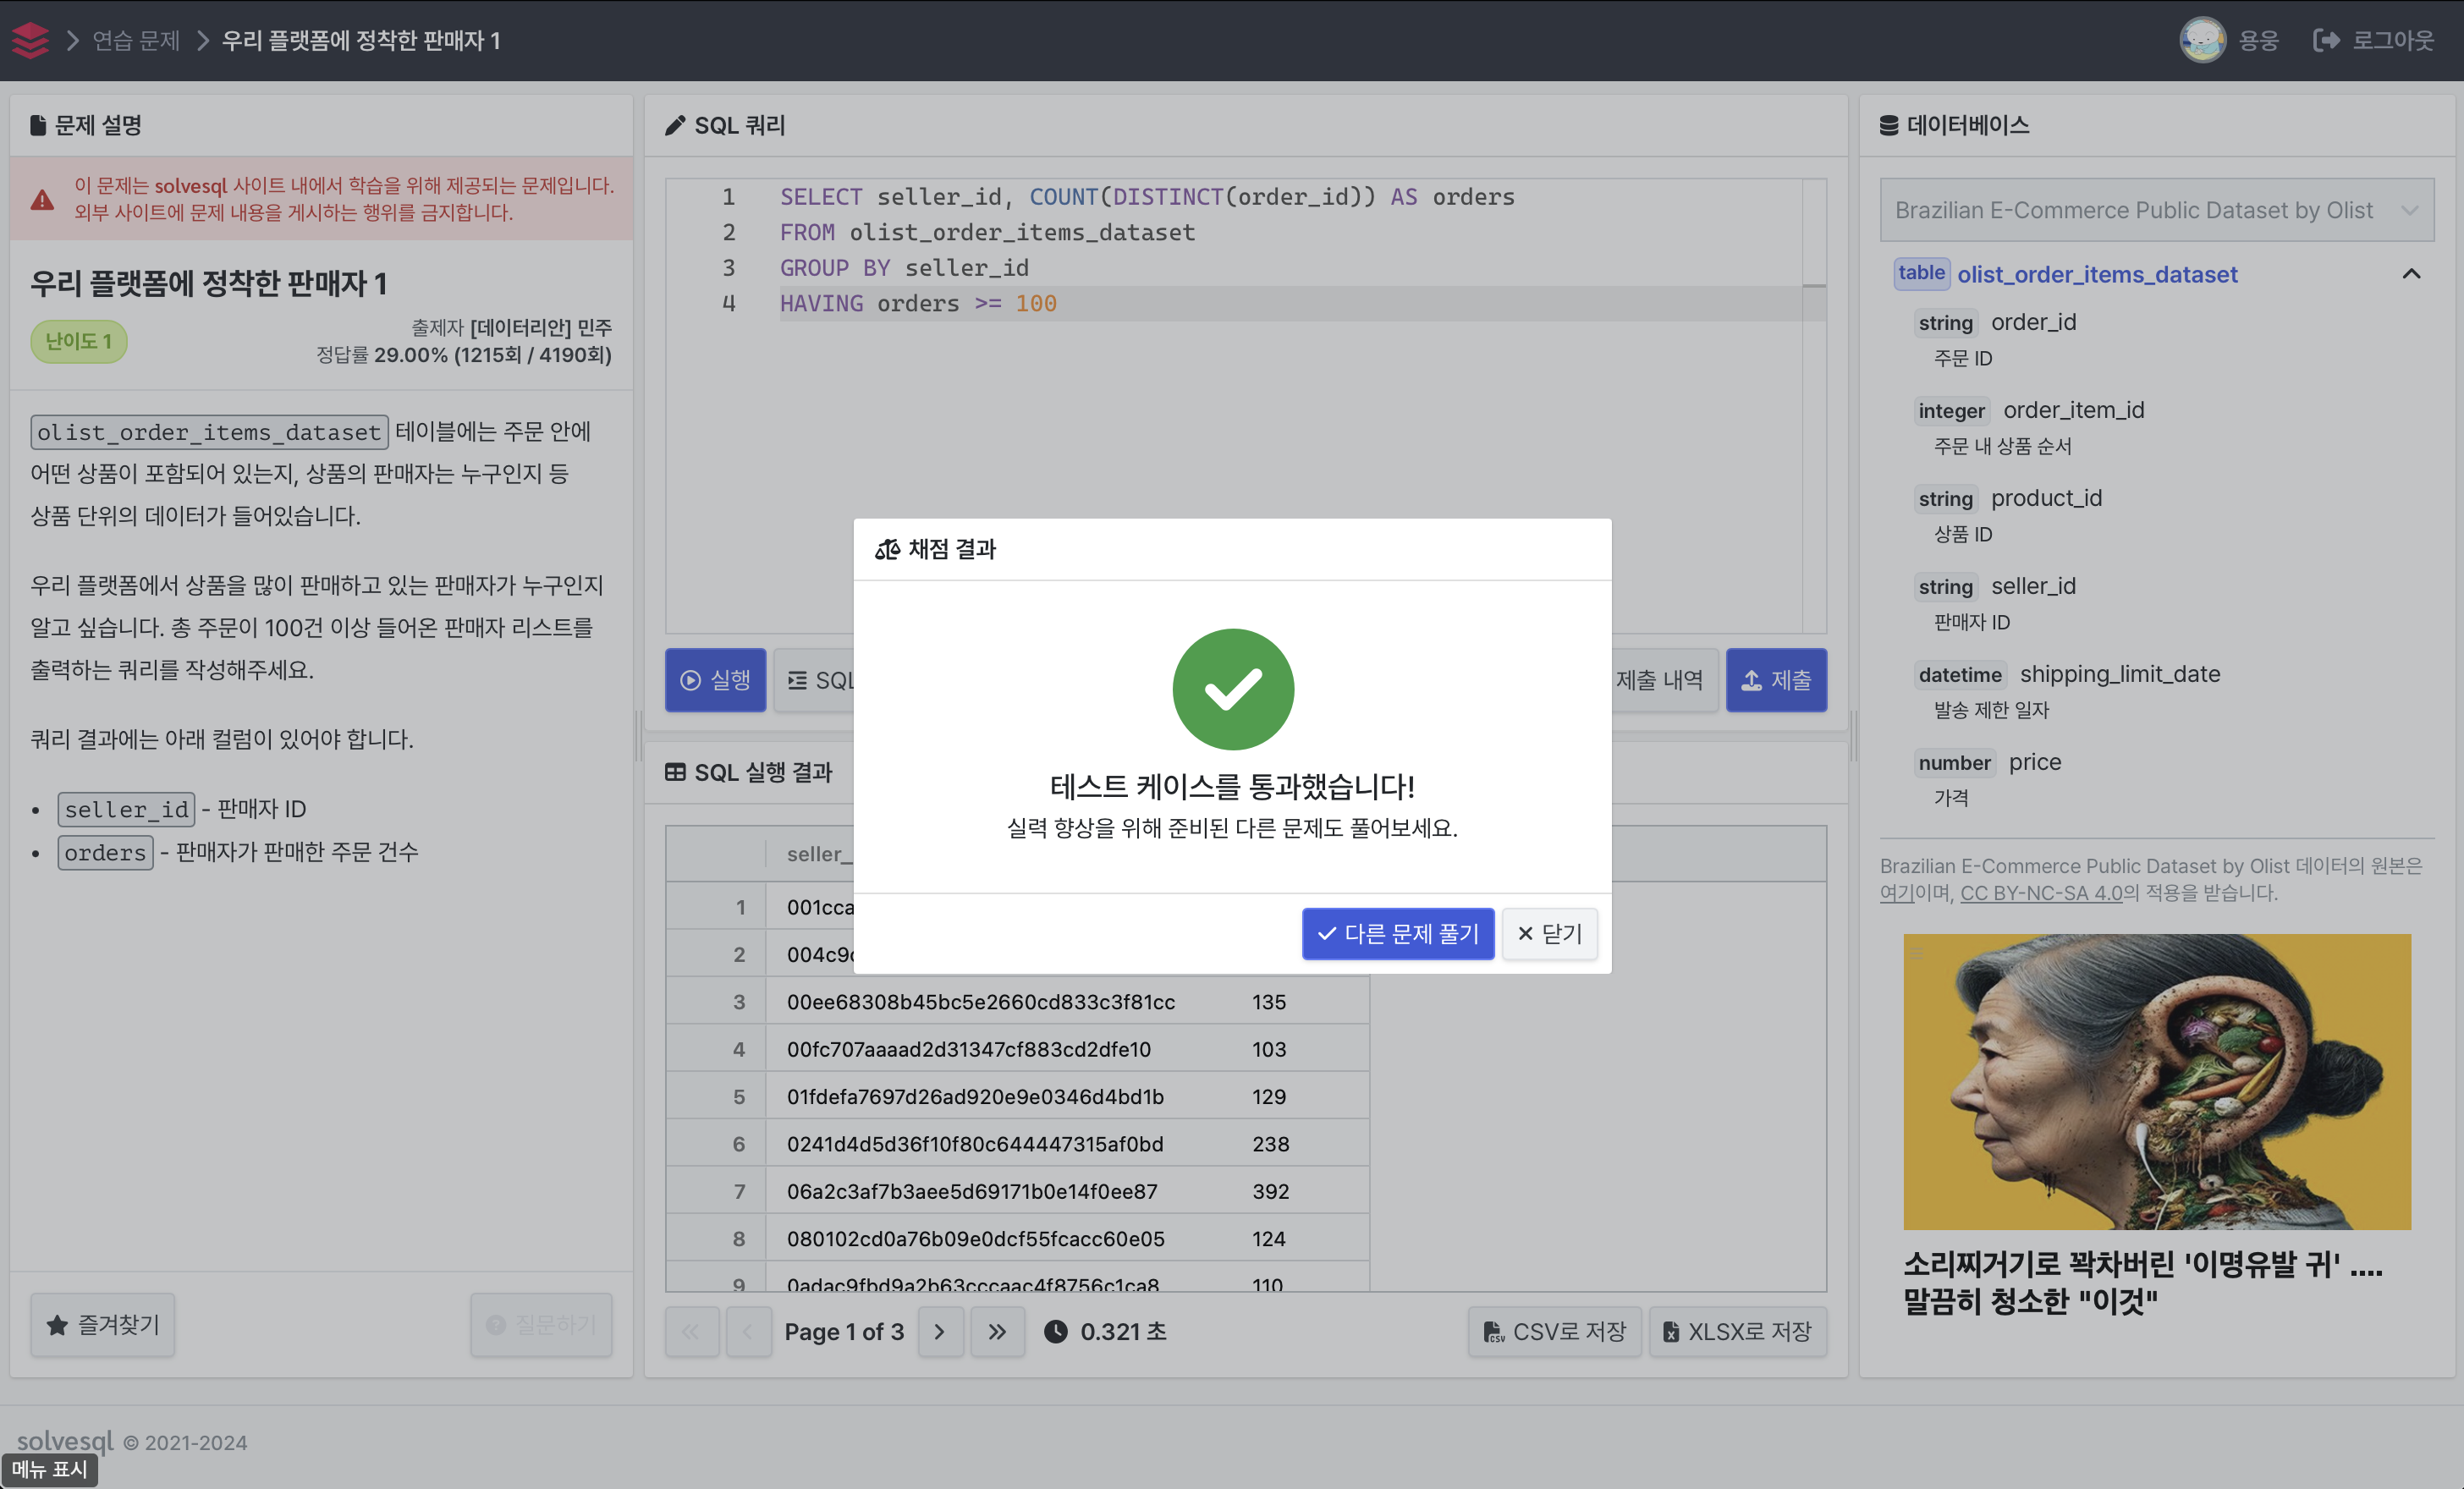 연습 문제
우리 플랫폼에 정착한 판매자 1
용웅
로그아웃
문제 설명
이 문제는 solvesql 사이트 내에서 학습을 위해 제공되는 문제입니다.
외부 사이트에 문제 내용을 게시하는 행위를 금지합니다.
우리 플랫폼에 정착한 판매자 1
난이도 1
출제자 [데이터리안] 민주
정답률 29.00% (1215회 / 4190회)
olist_order_items_dataset 테이블에는 주문 안에
어떤 상품이 포함되어 있는지, 상품의 판매자는 누구인지 등
상품 단위의 데이터가 들어있습니다.
우리 플랫폼에서 상품을 많이 판매하고 있는 판매자가 누구인지
알고 싶습니다. 총 주문이 100건 이상 들어온 판매자 리스트를
출력하는 쿼리를 작성해주세요.
쿼리 결과에는 아래 컬럼이 있어야 합니다.
• seller_id - 판매자 ID
• orders - 판매자가 판매한 주문 건수
즐겨찾기
질문하기
SQL 쿼리
1 SELECT seller_id, COUNT(DISTINCT(order_id)) AS orders
2 FROM olist_order_items_dataset
3 GROUP BY seller_id
4 HAVING orders >= 100
실행
SQL
제출 내역
제출
SQL 실행 결과
seller_
1 001cca
2 004c9
3 00ee68308b45bc5e2660cd833c3f81cc 135
4 00fc707aaaad2d31347cf883cd2dfe10 103
5 01fdefa7697d26ad920e9e0346d4bd1b 129
6 0241d4d5d36f10f80c644447315af0bd 238
7 06a2c3af7b3aee5d69171b0e14f0ee87 392
8 080102cd0a76b09e0dcf55fcacc60e05 124
9 0adac9fbd9a2b63cccaac4f8756c1ca8 110
Page 1 of 3
0.321 초
CSV로 저장
XLSX로 저장
채점 결과
테스트 케이스를 통과했습니다!
실력 향상을 위해 준비된 다른 문제도 풀어보세요.
다른 문제 풀기
닫기
데이터베이스
Brazilian E-Commerce Public Dataset by Olist
table olist_order_items_dataset
string order_id
주문 ID
integer order_item_id
주문 내 상품 순서
string product_id
상품 ID
string seller_id
판매자 ID
datetime shipping_limit_date
발송 제한 일자
number price
가격
Brazilian E-Commerce Public Dataset by Olist 데이터의 원본은
여기이며, CC BY-NC-SA 4.0의 적용을 받습니다.
소리찌거기로 꽉차버린 '이명유발 귀' ....
말끔히 청소한 "이것"
solvesql © 2021-2024
메뉴 표시